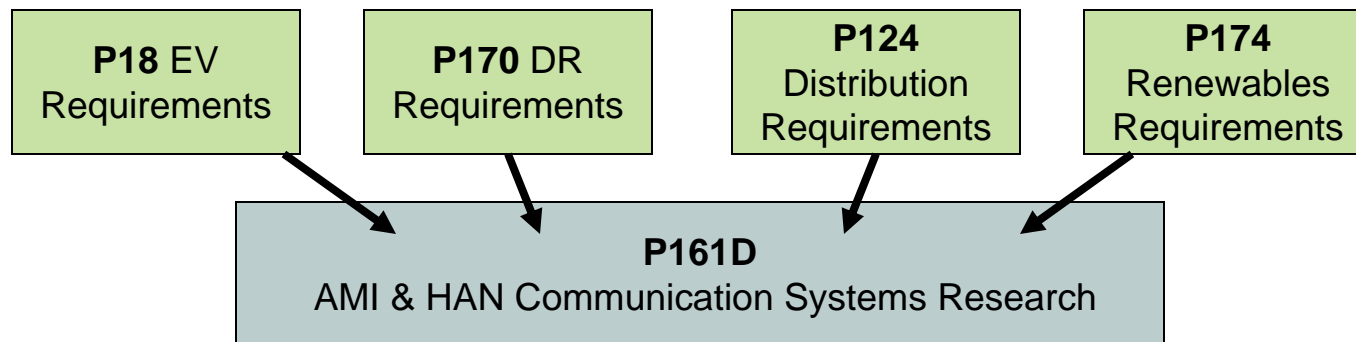 P18 EV
Requirements
P170 DR
Requirements
P124
Distribution
Requirements
P174
Renewables
Requirements
P161D
AMI & HAN Communication Systems Research